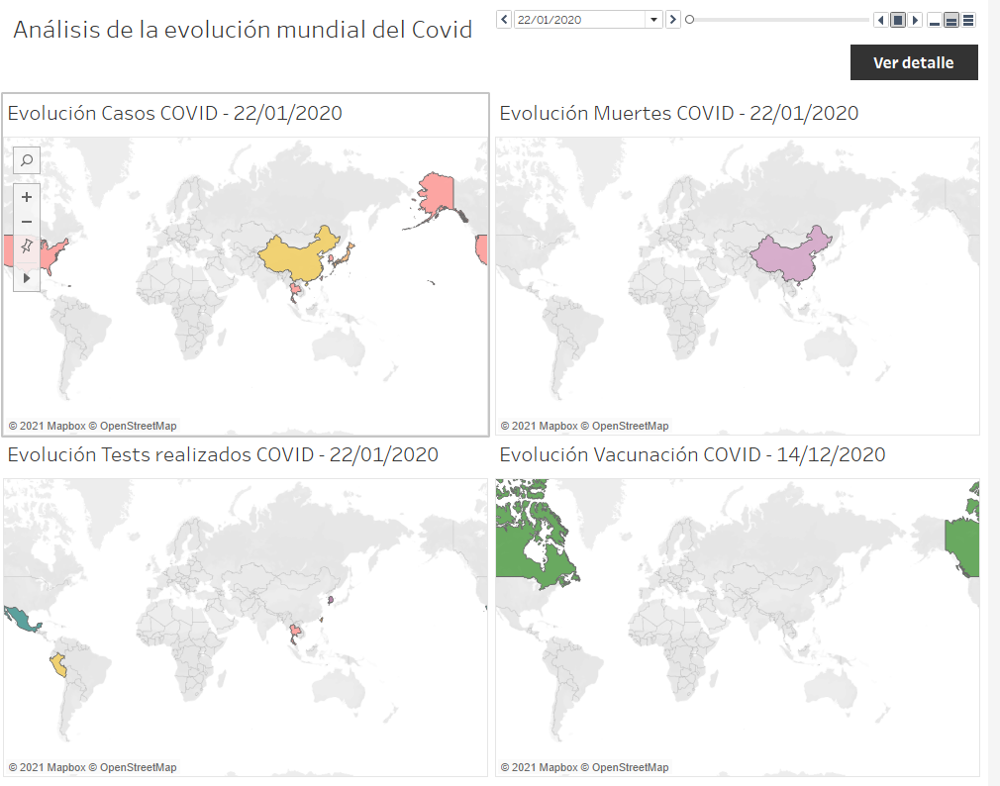 Análisis de la evolución mundial del Covid
22/01/2020
Ver detalle
Evolución Casos COVID - 22/01/2020
Evolución Muertes COVID - 22/01/2020
© 2021 Mapbox © OpenStreetMap
© 2021 Mapbox © OpenStreetMap
Evolución Tests realizados COVID - 22/01/2020
Evolución Vacunación COVID - 14/12/2020
© 2021 Mapbox © OpenStreetMap
© 2021 Mapbox © OpenStreetMap